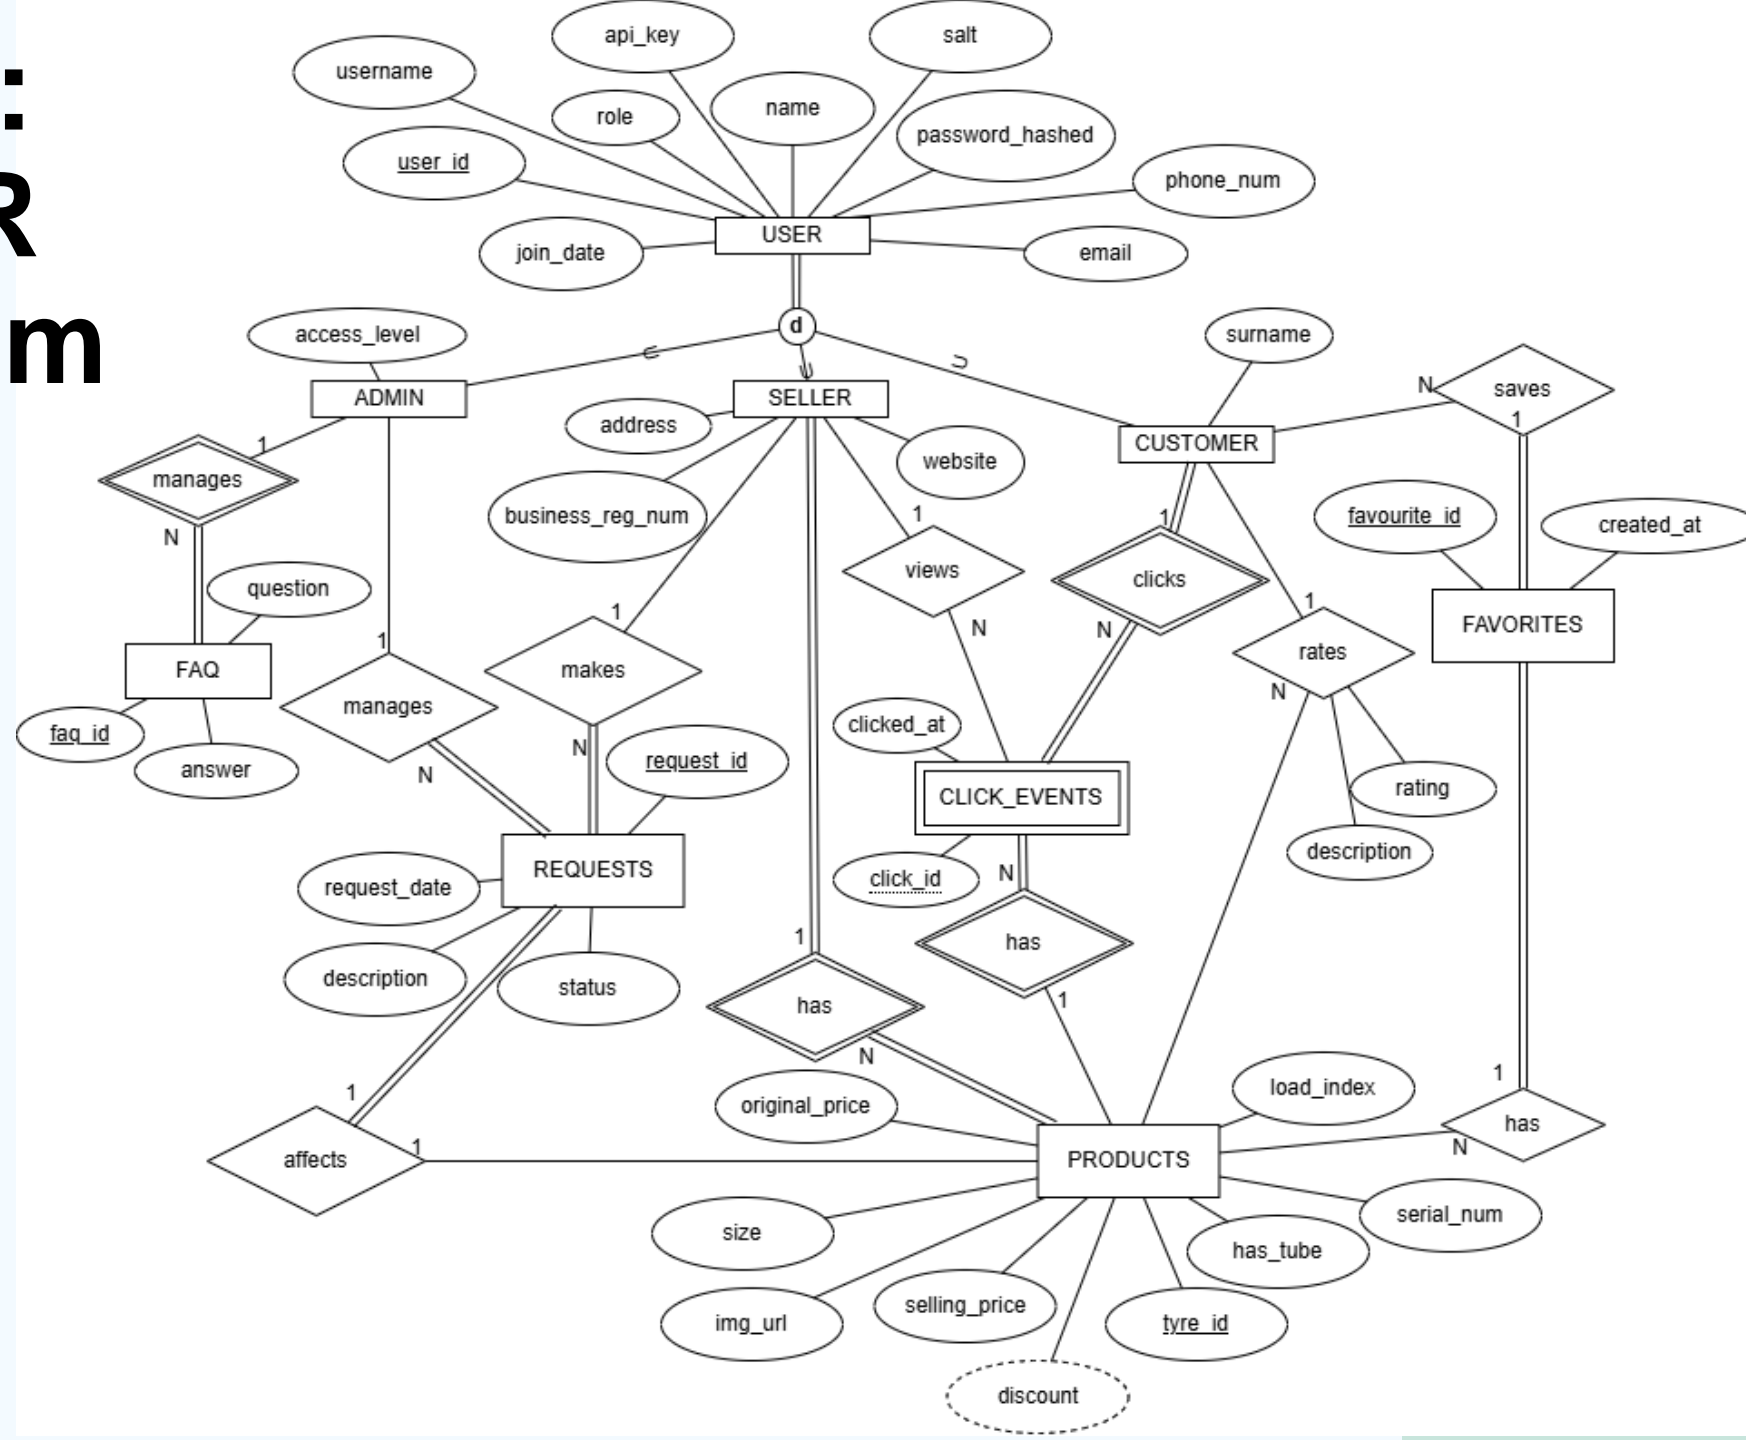 :
R
m
api_key
salt
username
name
role
password_hashed
user_id
phone_num
USER
join_date
email
d
access_level
surname
ADMIN
SELLER
saves
N
1
address
CUSTOMER
website
1
manages
N
business_reg_num
favourite_id
created_at
1
views
N
1
clicks
N
question
1
makes
N
1
rates
N
FAVORITES
1
manages
N
FAQ
faq_id
answer
clicked_at
request_id
CLICK_EVENTS
rating
description
REQUESTS
request_date
click_id
N
has
1
description
status
1
has
N
1
affects
1
original_price
load_index
1
has
N
PRODUCTS
size
serial_num
has_tube
img_url
selling_price
tyre_id
discount